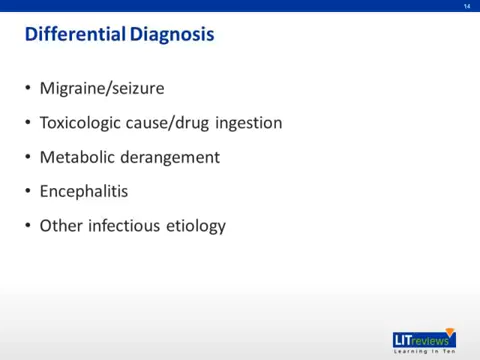 14
Differential Diagnosis
• Migraine/seizure
• Toxicologic cause/drug ingestion
• Metabolic derangement
• Encephalitis
• Other infectious etiology
LITreviews
Learning in Ten